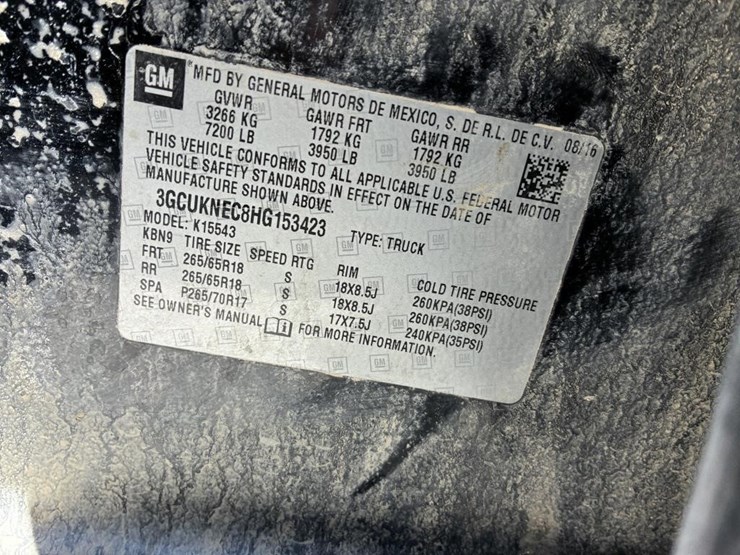 GM
MFD BY GENERAL MOTORS DE MEXICO, S. DE R.L. DE C.V. 08/16
GVWR GAWR FRT GAWR RR
3266 KG 1792 KG 1792 KG
7200 LB 3950 LB 3950 LB
THIS VEHICLE CONFORMS TO ALL APPLICABLE U.S. FEDERAL MOTOR
VEHICLE SAFETY STANDARDS IN EFFECT ON THE DATE OF
MANUFACTURE SHOWN ABOVE.
3GCUKNEC8HG153423 TYPE: TRUCK
MODEL: K15543
KBN9 TIRE SIZE SPEED RTG RIM COLD TIRE PRESSURE
FRT 265/65R18 S 18X8.5J 260KPA(38PSI)
RR 265/65R18 S 18X8.5J 260KPA(38PSI)
SPA P265/70R17 S 17X7.5J 240KPA(35PSI)
SEE OWNER'S MANUAL FOR MORE INFORMATION.